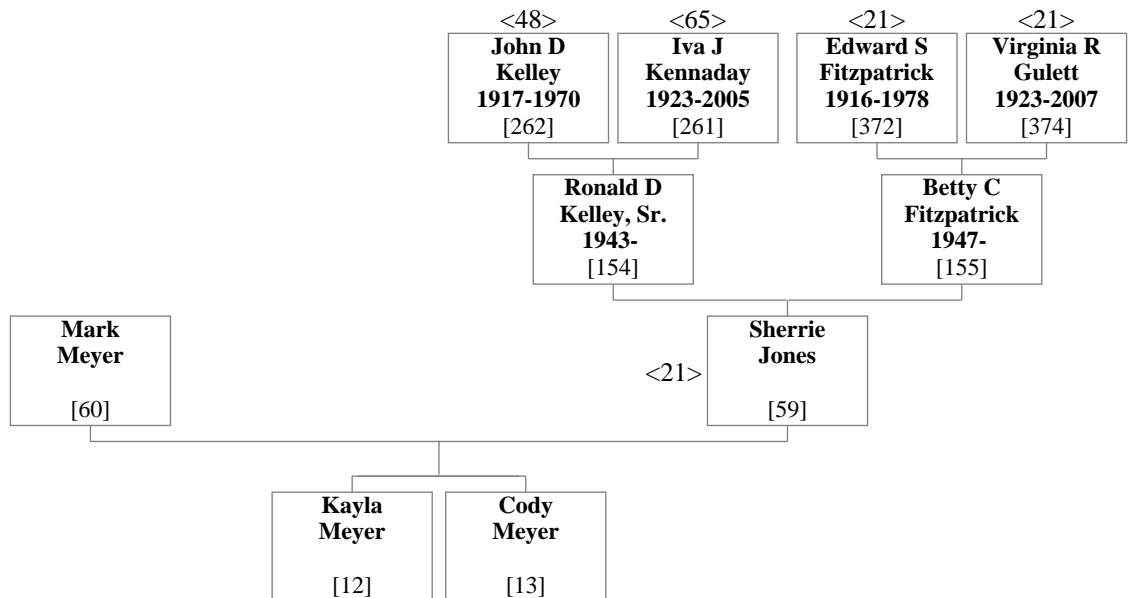 <48>
John D
Kelley
1917-1970
[262]
<65>
Iva J
Kennaday
1923-2005
[261]
<21>
Edward S
Fitzpatrick
1916-1978
[372]
<21>
Virginia R
Gulett
1923-2007
[374]
Ronald D
Kelley, Sr.
1943-
[154]
Betty C
Fitzpatrick
1947-
[155]
Mark
Meyer
[60]
<21>
Sherrie
Jones
[59]
Kayla
Meyer
[12]
Cody
Meyer
[13]